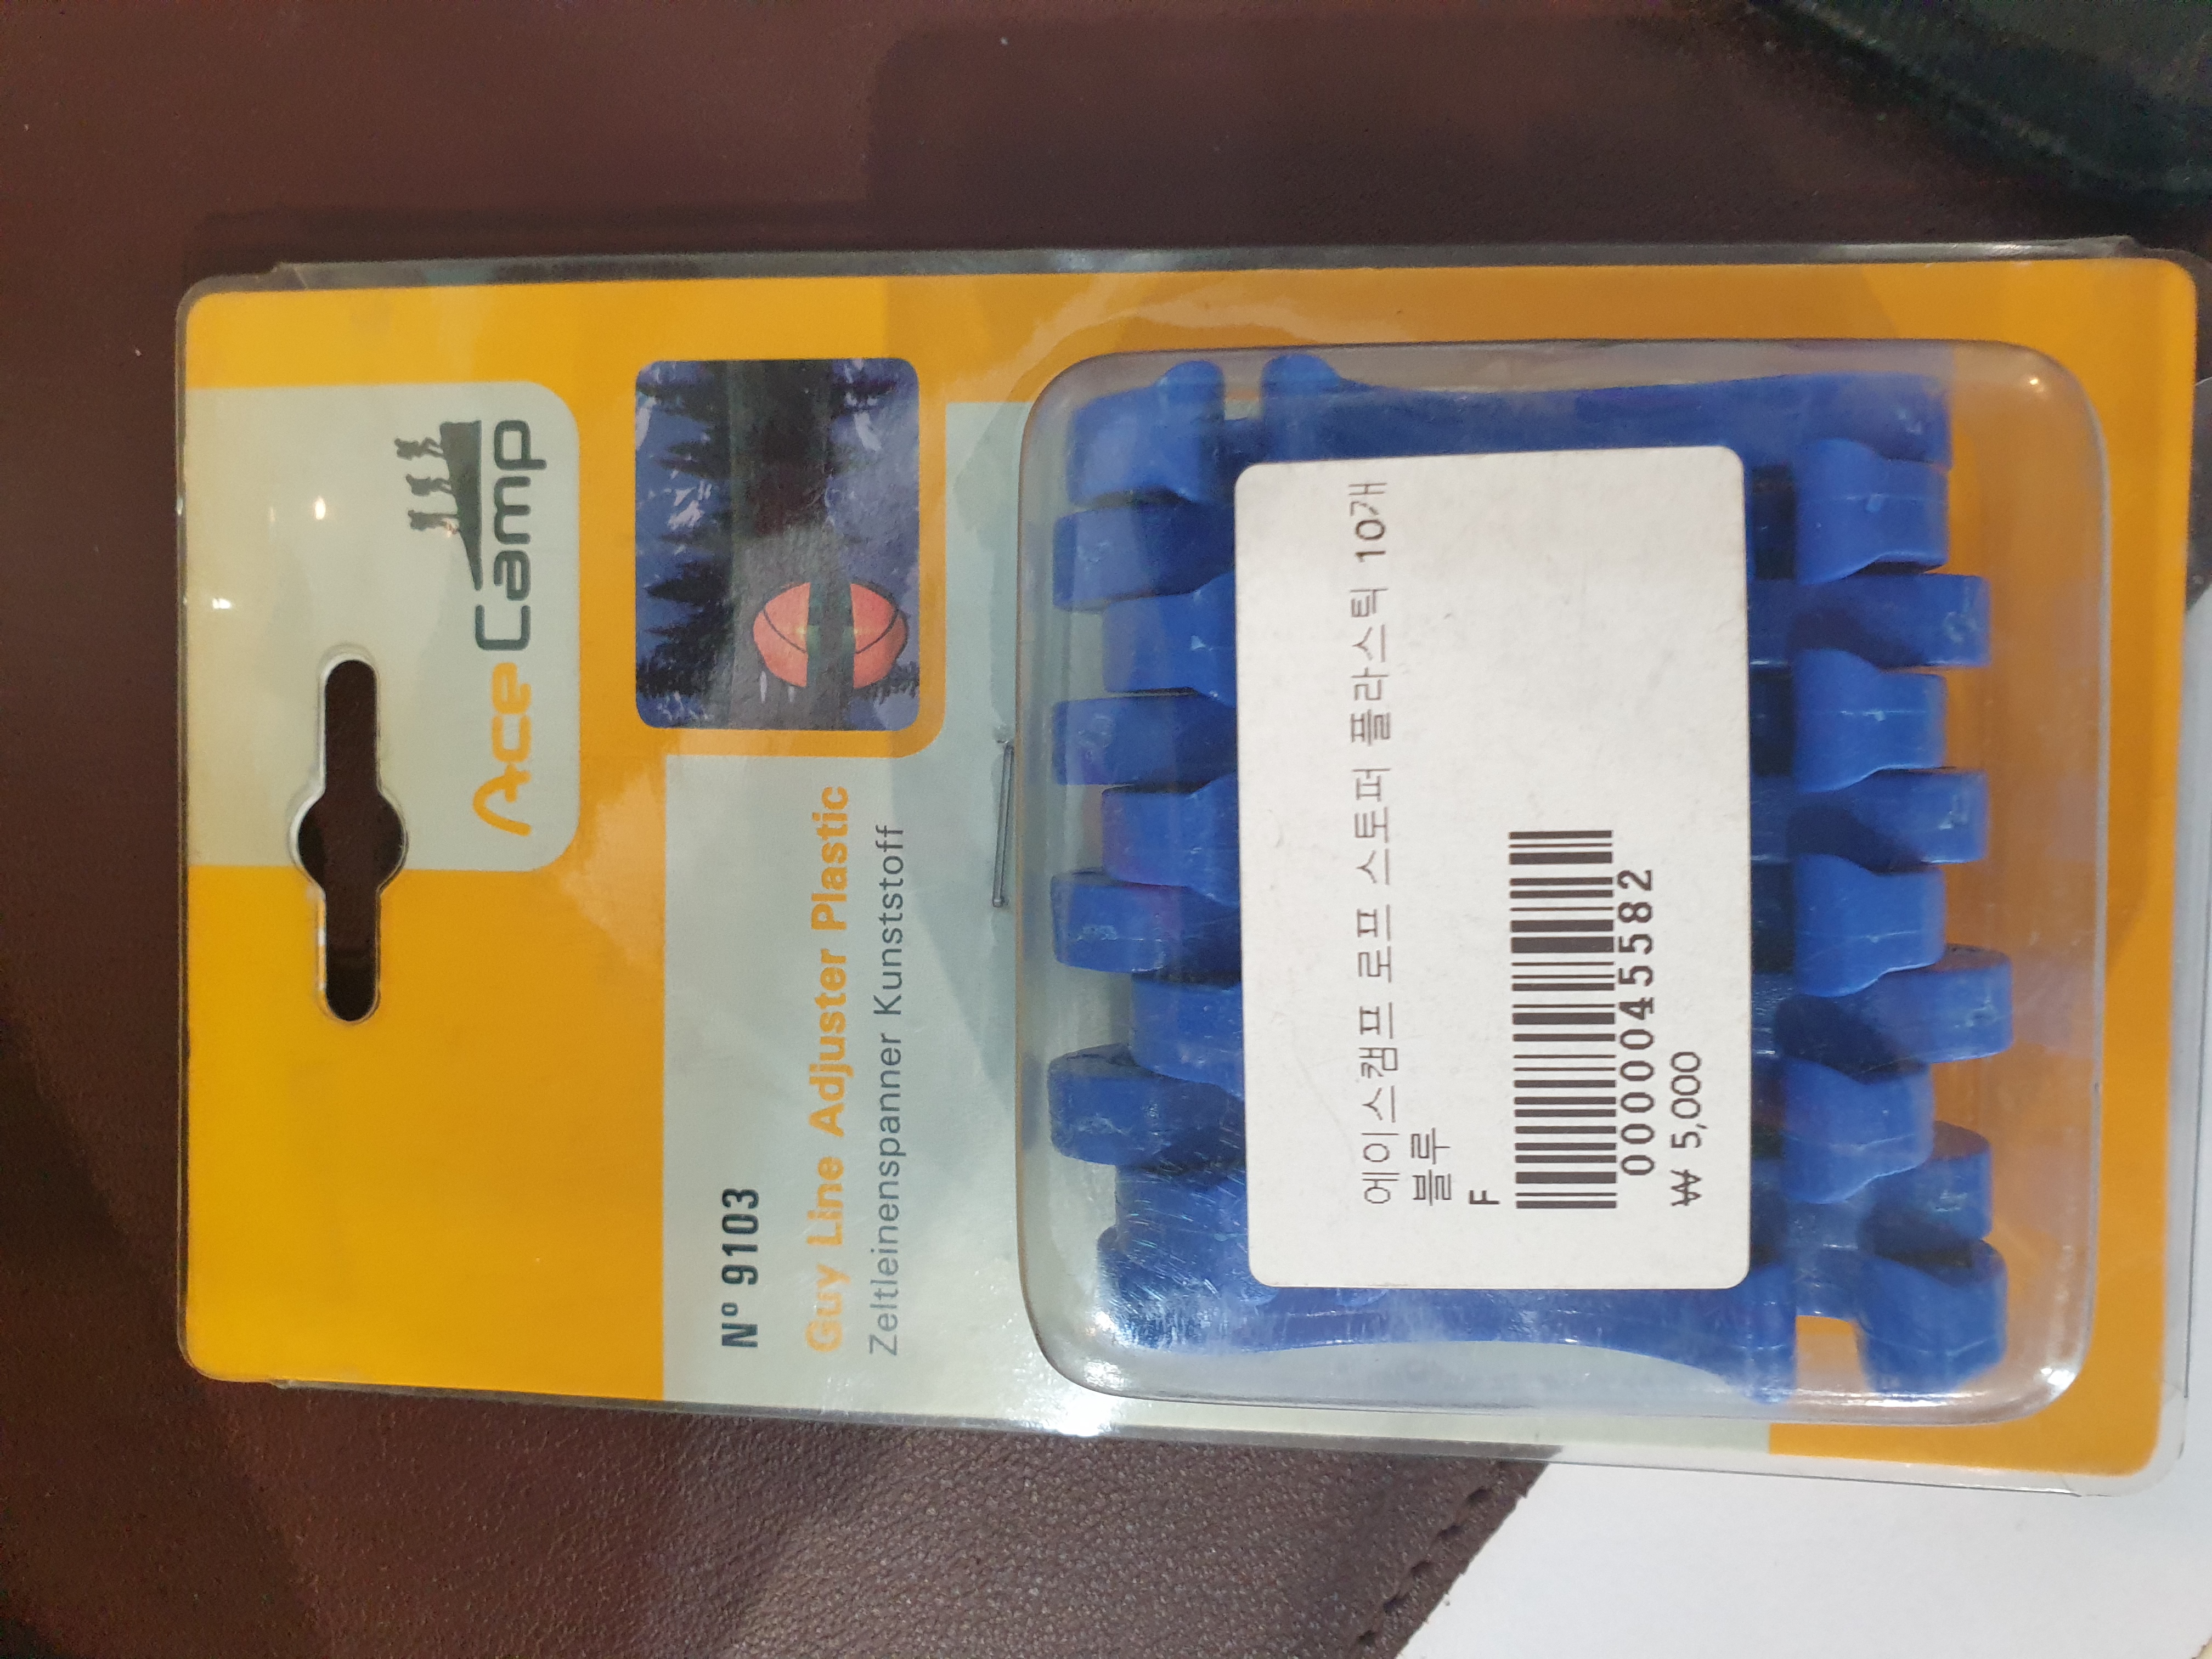 AceCamp
Nº 9103
Guy Line Adjuster Plastic
Zeltleinenspanner Kunststoff
에이스캠프 로프 스토퍼 플라스틱 10개
블루
F
0000045582
₩ 5,000